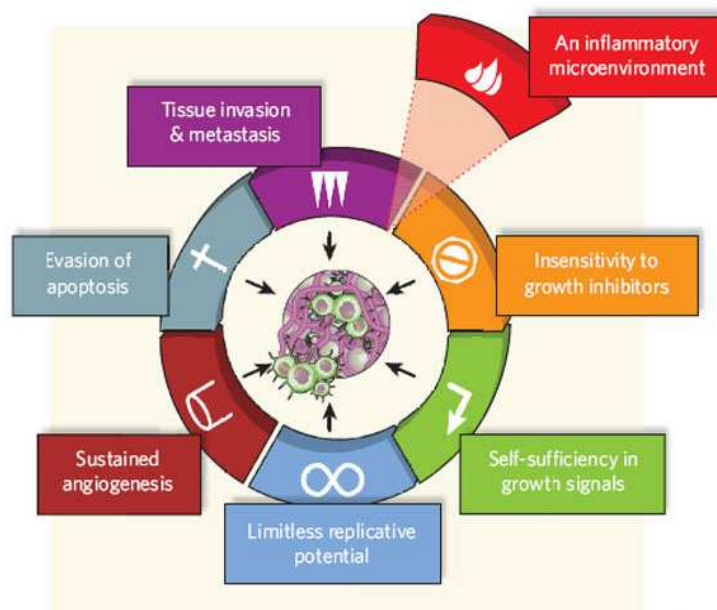 An inflammatory
microenvironment
Tissue invasion
& metastasis
Evasion of
apoptosis
Insensitivity to
growth inhibitors
Sustained
angiogenesis
Self-sufficiency in
growth signals
Limitless replicative
potential